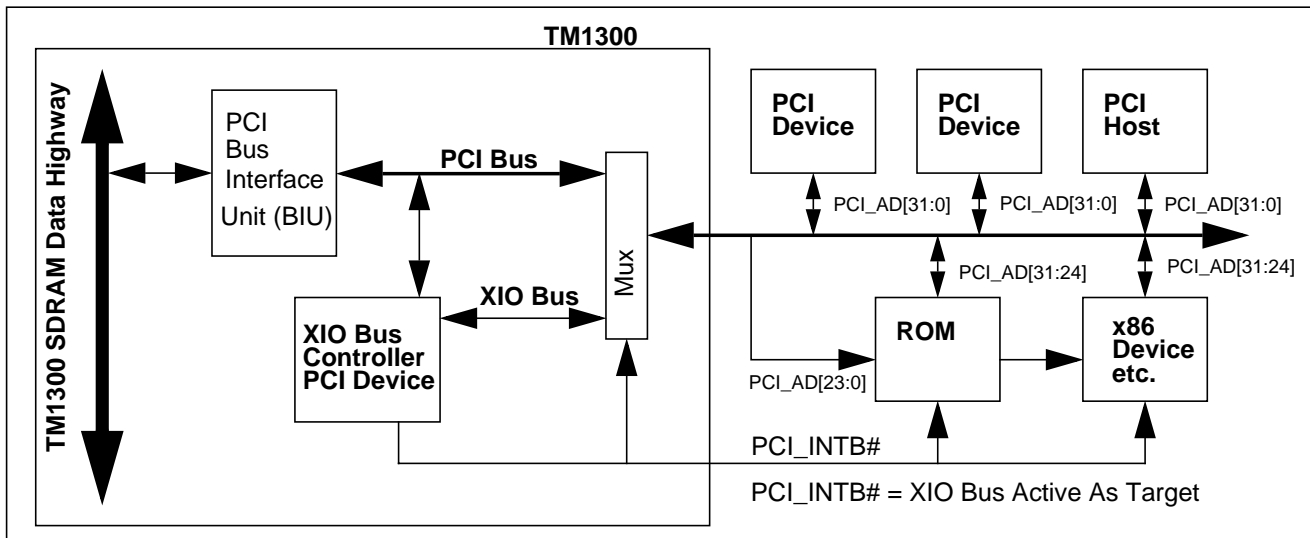 TM1300
TM1300 SDRAM Data Highway
PCI
Bus
Interface
Unit (BIU)
PCI Bus
XIO Bus
XIO Bus
Controller
PCI Device
Mux
PCI
Device
PCI
Device
PCI
Host
PCI_AD[31:0]
PCI_AD[31:0]
PCI_AD[31:0]
PCI_AD[31:24]
PCI_AD[31:24]
ROM
x86
Device
etc.
PCI_AD[23:0]
PCI_INTB#
PCI_INTB# = XIO Bus Active As Target